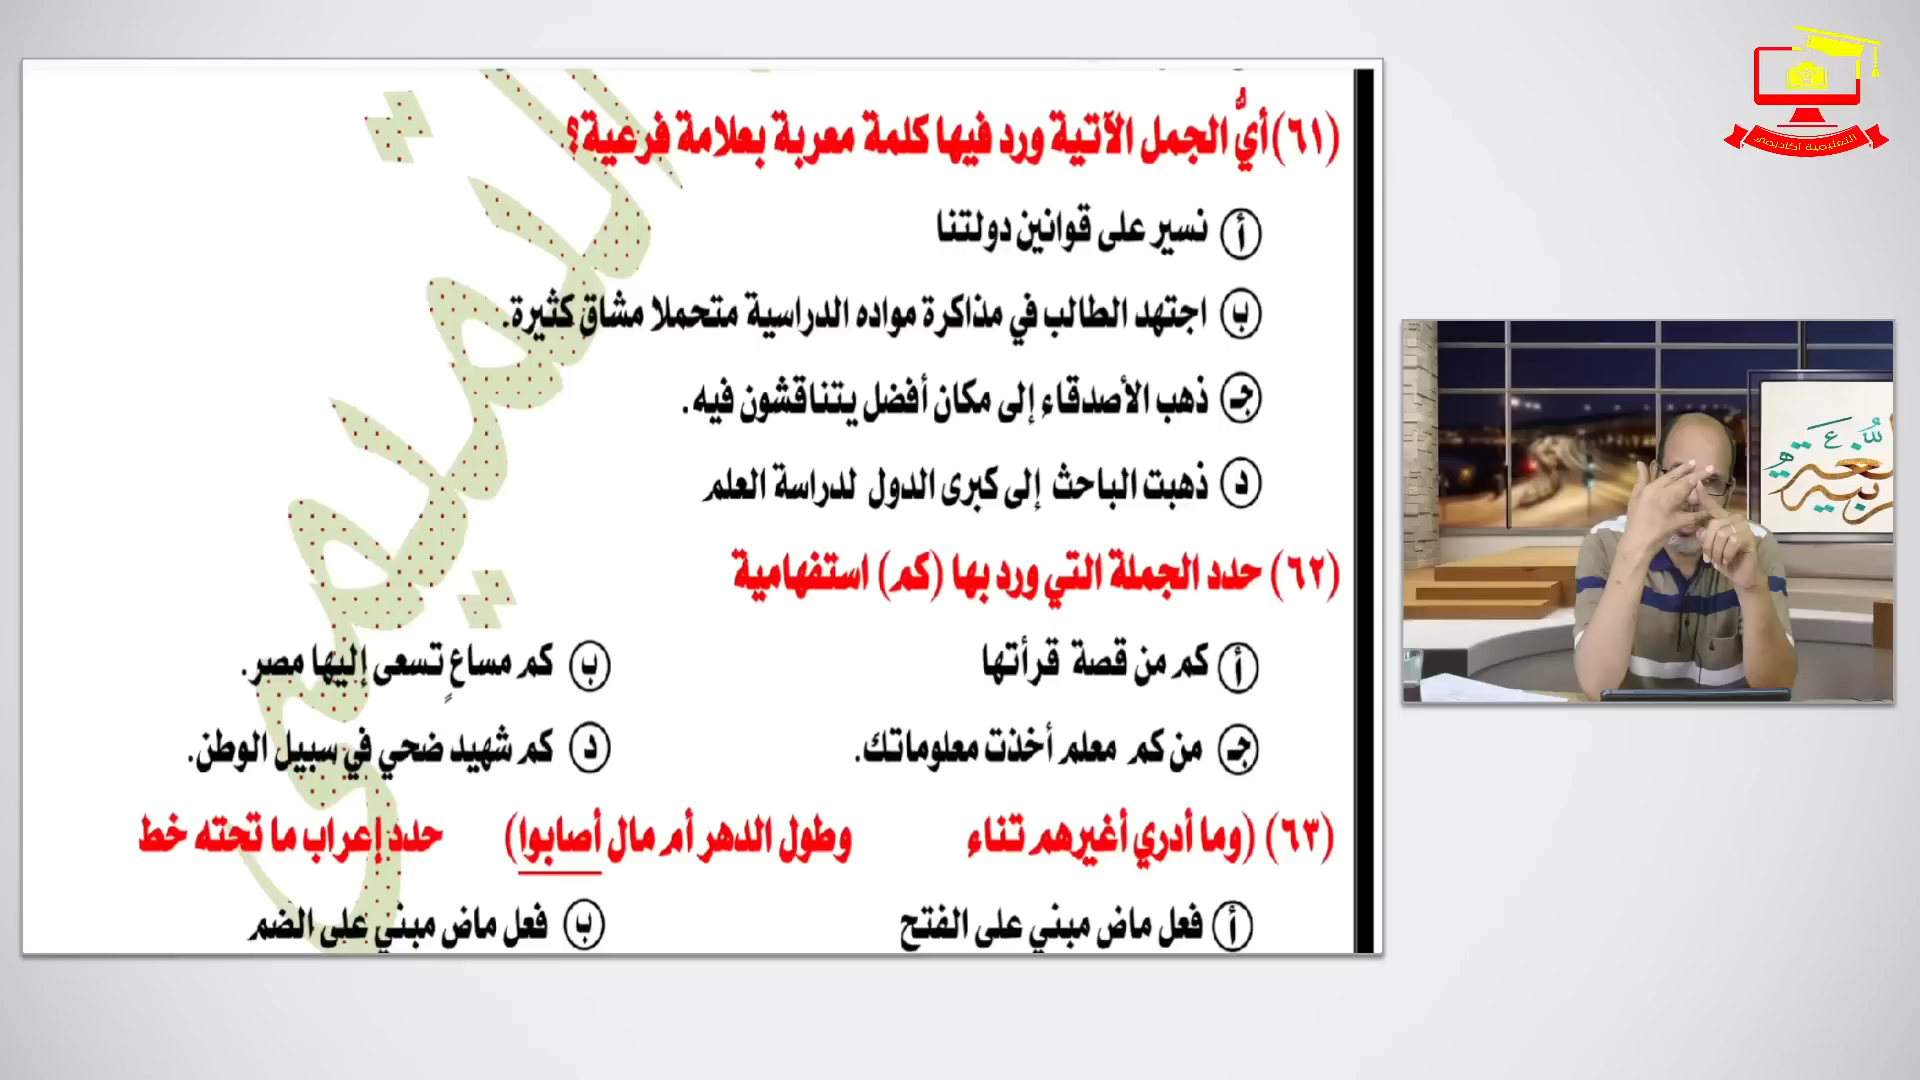 (٦١) أيُّ الجمل الآتية ورد فيها كلمة معربة بعلامة فرعية؟
أ نسير على قوانين دولتنا
ب اجتهد الطالب في مذاكرة مواده الدراسية متحملا مشاق كثيرة.
جـ ذهب الأصدقاء إلى مكان أفضل يتناقشون فيه.
د ذهبت الباحث إلى كبرى الدول لدراسة العلم
(٦٢) حدد الجملة التي ورد بها (كم) استفهامية
أ كم من قصة قرأتها ب كم مساعٍ تسعى إليها مصر.
جـ من كم معلم أخذت معلوماتك. د كم شهيد ضحي في سبيل الوطن.
(٦٣) (وما أدري أغيرهم تناء وطول الدهر أم مال أصابوا) حدد إعراب ما تحته خط
أ فعل ماض مبني على الفتح ب فعل ماض مبني على الضم
التعليمية اكاديمي